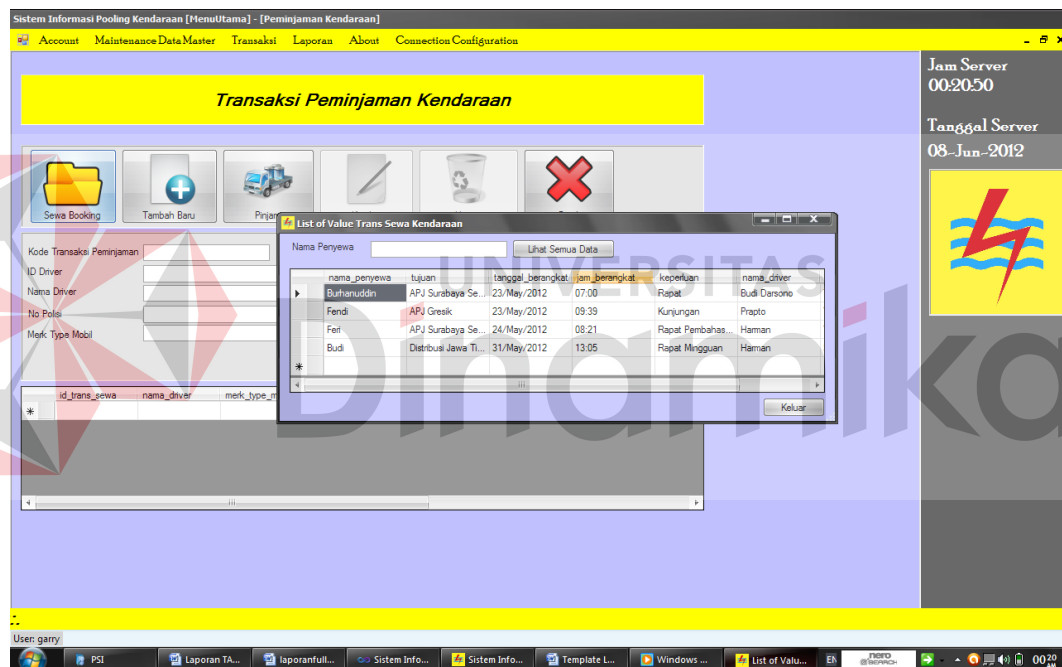 Sistem Informasi Pooling Kendaraan [MenuUtama] - [Peminjaman Kendaraan]
Account Maintenance Data Master Transaksi Laporan About Connection Configuration
Jam Server
00:20:50
Tanggal Server
08-Jun-2012
Transaksi Peminjaman Kendaraan
Sewa Booking Tambah Baru
Kode Transaksi Peminjaman
ID Driver
Nama Driver
No Polisi
Merk Type Mobil
List of Value Trans Sewa Kendaraan
Nama Penyewa Lihat Semua Data
nama_penyewa tujuan tanggal_berangkat jam_berangkat keperluan nama_driver
Burhanuddin APJ Surabaya Se... 23/May/2012 07:00 Rapat Budi Darsono
Fendi APJ Gresik 23/May/2012 09:39 Kunjungan Prapto
Feri APJ Surabaya Se... 24/May/2012 08:21 Rapat Pembahas... Harman
Budi Distribusi Jawa Ti... 31/May/2012 13:05 Rapat Mingguan Harman
Keluar
id_trans_sewa nama_driver merk_type_m
UNIVERSITAS
Dinamika
User: garry
PSI Laporan TA... laporanfull... Sistem Info... Sistem Info... Template L... Windows ... List of Valu... EN nero SEARCH 00:20